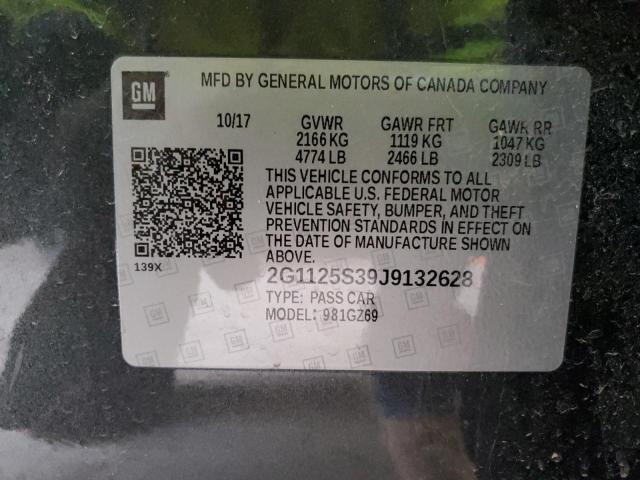 GM
MFD BY GENERAL MOTORS OF CANADA COMPANY
10/17 GVWR GAWR FRT GAWR RR
2166 KG 1119 KG 1047 KG
4774 LB 2466 LB 2309 LB
THIS VEHICLE CONFORMS TO ALL
APPLICABLE U.S. FEDERAL MOTOR
VEHICLE SAFETY, BUMPER, AND THEFT
PREVENTION STANDARDS IN EFFECT ON
THE DATE OF MANUFACTURE SHOWN
ABOVE.
139X
2G1125S39J9132628
TYPE: PASS CAR
MODEL: 981GZ69